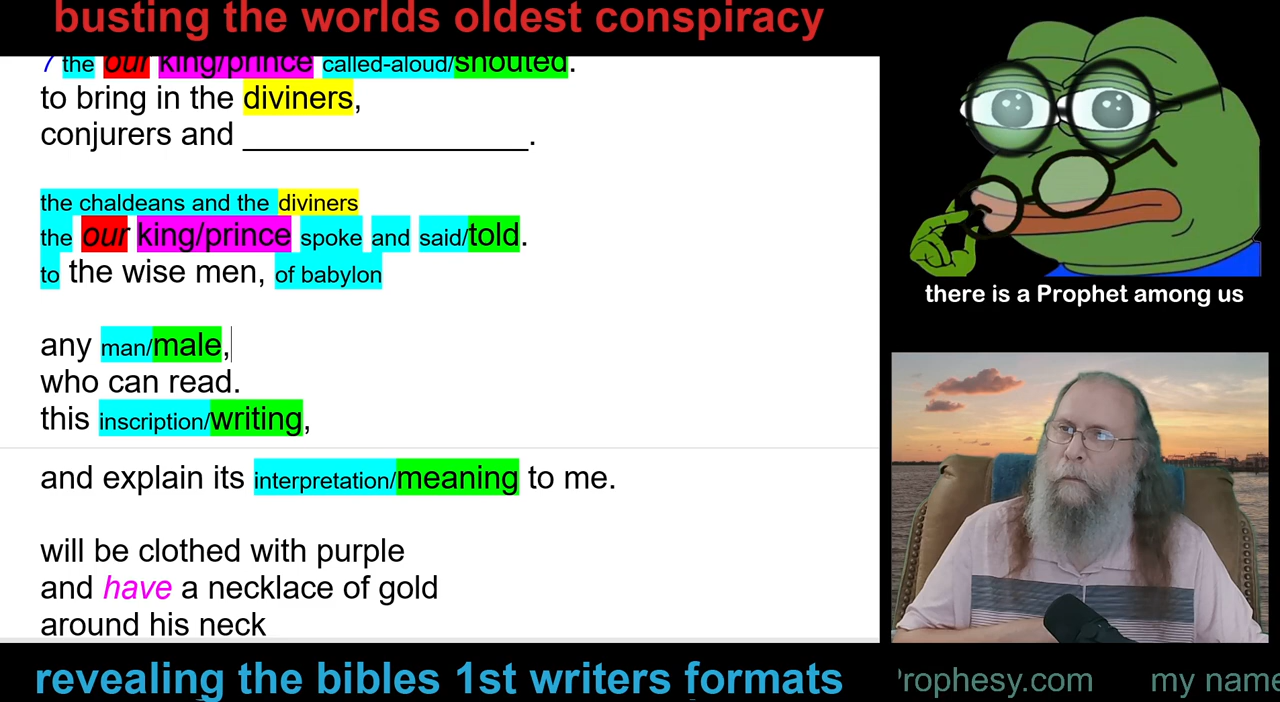 busting the worlds oldest conspiracy
7 the our king/prince called-aloud/shouted.
to bring in the diviners,
conjurers and _________________.
the chaldeans and the diviners
the our king/prince spoke and said/told.
to the wise men, of babylon
any man/male,
who can read.
this inscription/writing,
and explain its interpretation/meaning to me.
will be clothed with purple
and have a necklace of gold
around his neck
there is a Prophet among us
revealing the bibles 1st writers formats
Prophesy.com my name